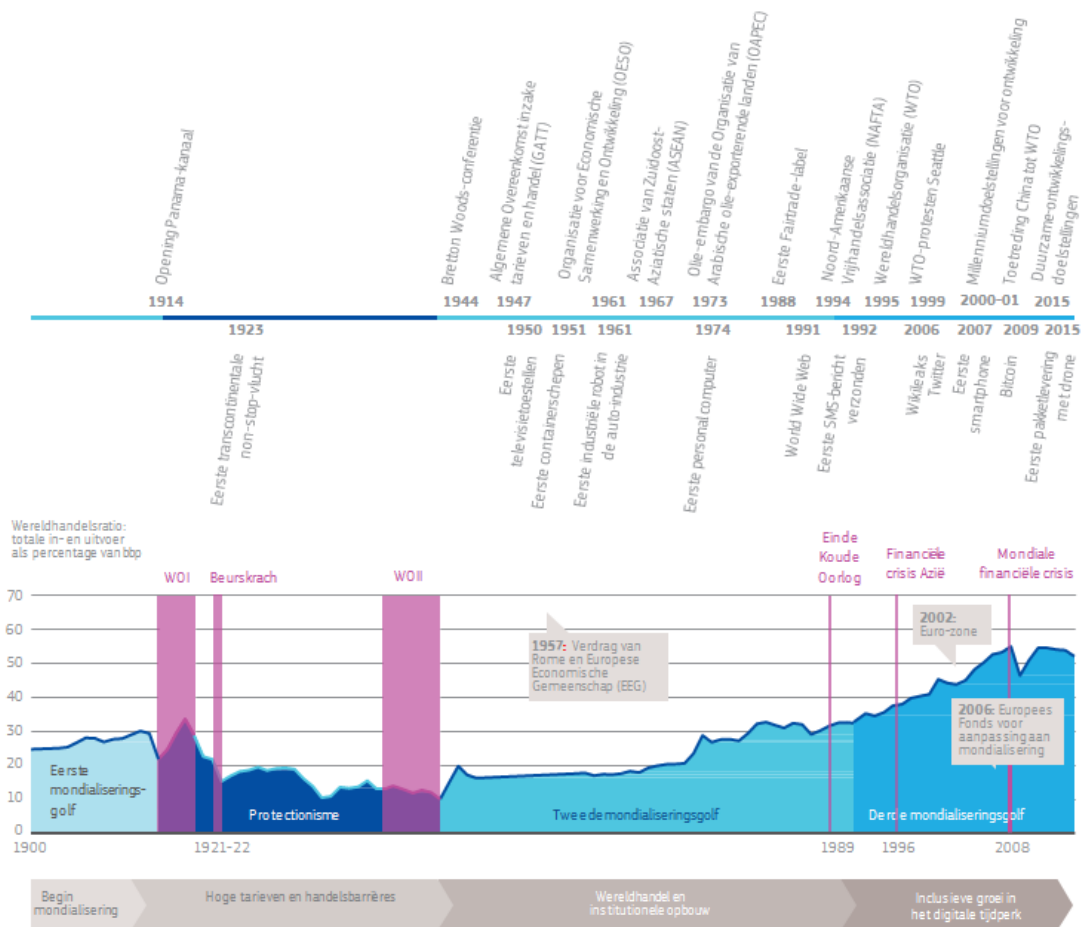 Opening Panama-kanaal
Bretton Woods-conferentie
Algemene Overeenkomst inzake
tarieven en handel (GATT)
Organisatie voor Economische
Samenwerking en Ontwikkeling (OESO)
Associatie van Zuidoost-
Aziatische staten (ASEAN)
Olie-embargo van de Organisatie van
Arabische olie-exporterende landen (OAPEC)
Eerste Fairtrade-label
Noord-Amerikaanse
Vrijhandelsassociatie (NAFTA)
Wereldhandelsorganisatie (WTO)
WTO-protesten Seattle
Millenniumdoelstellingen voor ontwikkeling
Toetreding China tot WTO
Duurzame-ontwikkelings-
doelstellingen
1914 1944 1947 1961 1967 1973 1988 1994 1995 1999 2000-01 2015
1923 1950 1951 1961 1974 1991 1992 2006 2007 2009 2015
Eerste transcontinentale
non-stop-vlucht
Eerste
televisietoestellen
Eerste containerschepen
Eerste industriële robot in
de auto-industrie
Eerste personal computer
World Wide Web
Eerste SMS-bericht
verzonden
Wikileaks
Twitter
Eerste
smartphone
Bitcoin
Eerste pakketlevering
met drone
Wereldhandelsratio:
totale in- en uitvoer
als percentage van bbp
WOI
Beurskrach
WOII
Einde
Koude
Oorlog
Financiële
crisis Azië
Mondiale
financiële crisis
70
60
50
40
30
20
10
0
1957: Verdrag van
Rome en Europese
Economische
Gemeenschap (EEG)
2002:
Euro-zone
2006: Europees
Fonds voor
aanpassing aan
mondialisering
Eerste
mondialiserings-
golf
Protectionisme
Tweede mondialiseringsgolf
Derde mondialiseringsgolf
1900 1921-22 1989 1996 2008
Begin
mondialisering
Hoge tarieven en handelsbarrières
Wereldhandel en
institutionele opbouw
Inclusieve groei in
het digitale tijdperk